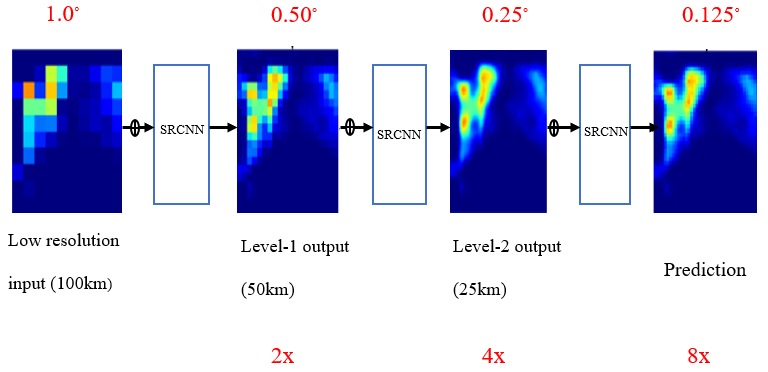 1.0˚
0.50˚
0.25˚
0.125˚
SRCNN
SRCNN
SRCNN
Low resolution
input (100km)
Level-1 output
(50km)
Level-2 output
(25km)
Prediction
2x
4x
8x